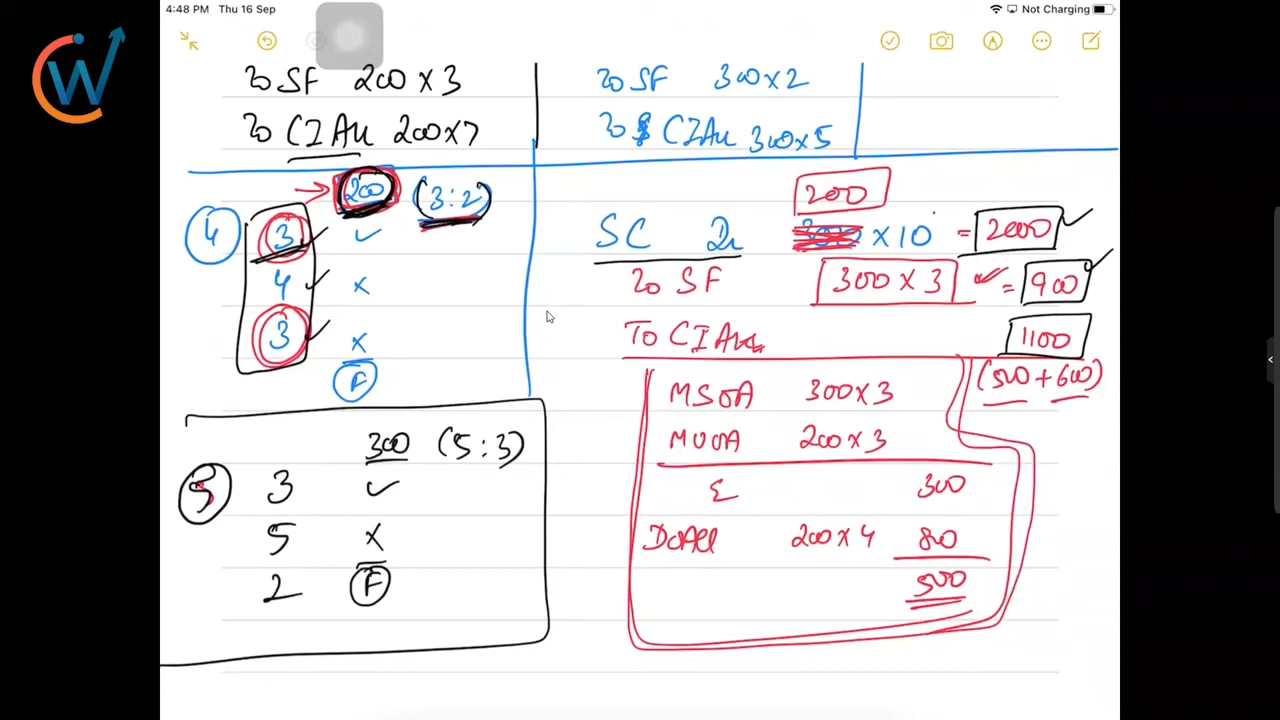 4:48 PM Thu 16 Sep
Not Charging
W
To SF 200 x 3
To CIAu 200 x 7
To SF 300 x 2
To CIAu 300 x 5
4
200 (3:2)
3 ✓
4 x
3 x
F
200
SC Dr x 10 = 2000 ✓
To SF 300 x 3 ✓ = 900
To CIA 1100
(500 + 600)
MSOA 300 x 3
MUOA 200 x 3
E 300
200 x 4 800
500
300 (5:3)
5
3 ✓
5 x
2 F